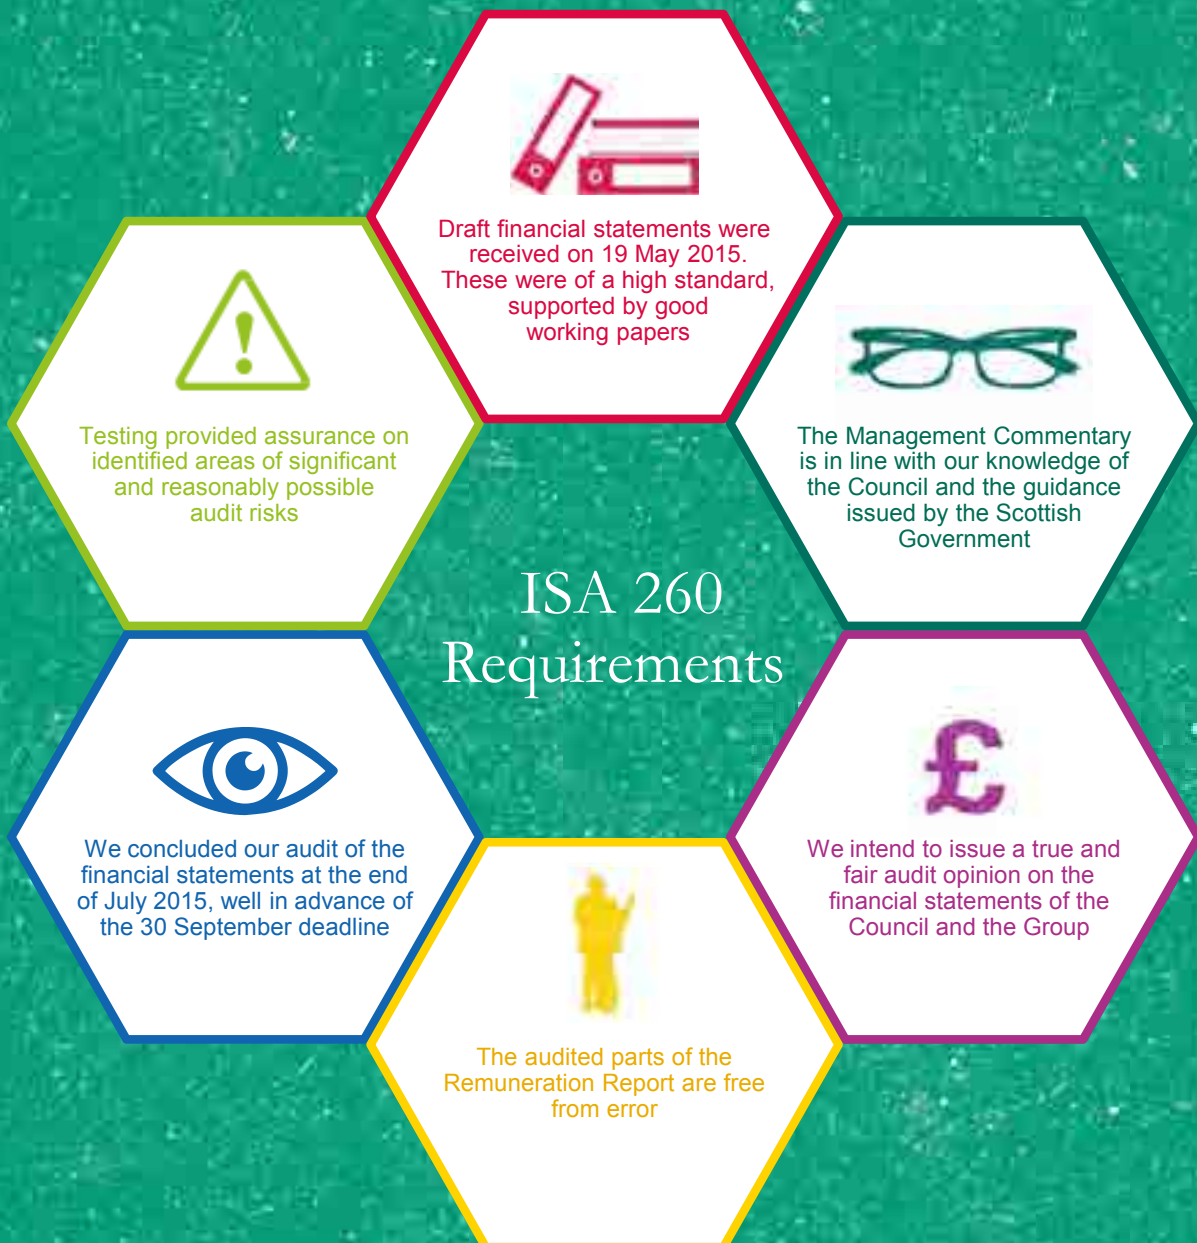 Draft financial statements were
received on 19 May 2015.
These were of a high standard,
supported by good
working papers
Testing provided assurance on
identified areas of significant
and reasonably possible
audit risks
The Management Commentary
is in line with our knowledge of
the Council and the guidance
issued by the Scottish
Government
ISA 260
Requirements
We concluded our audit of the
financial statements at the end
of July 2015, well in advance of
the 30 September deadline
£
We intend to issue a true and
fair audit opinion on the
financial statements of the
Council and the Group
The audited parts of the
Remuneration Report are free
from error